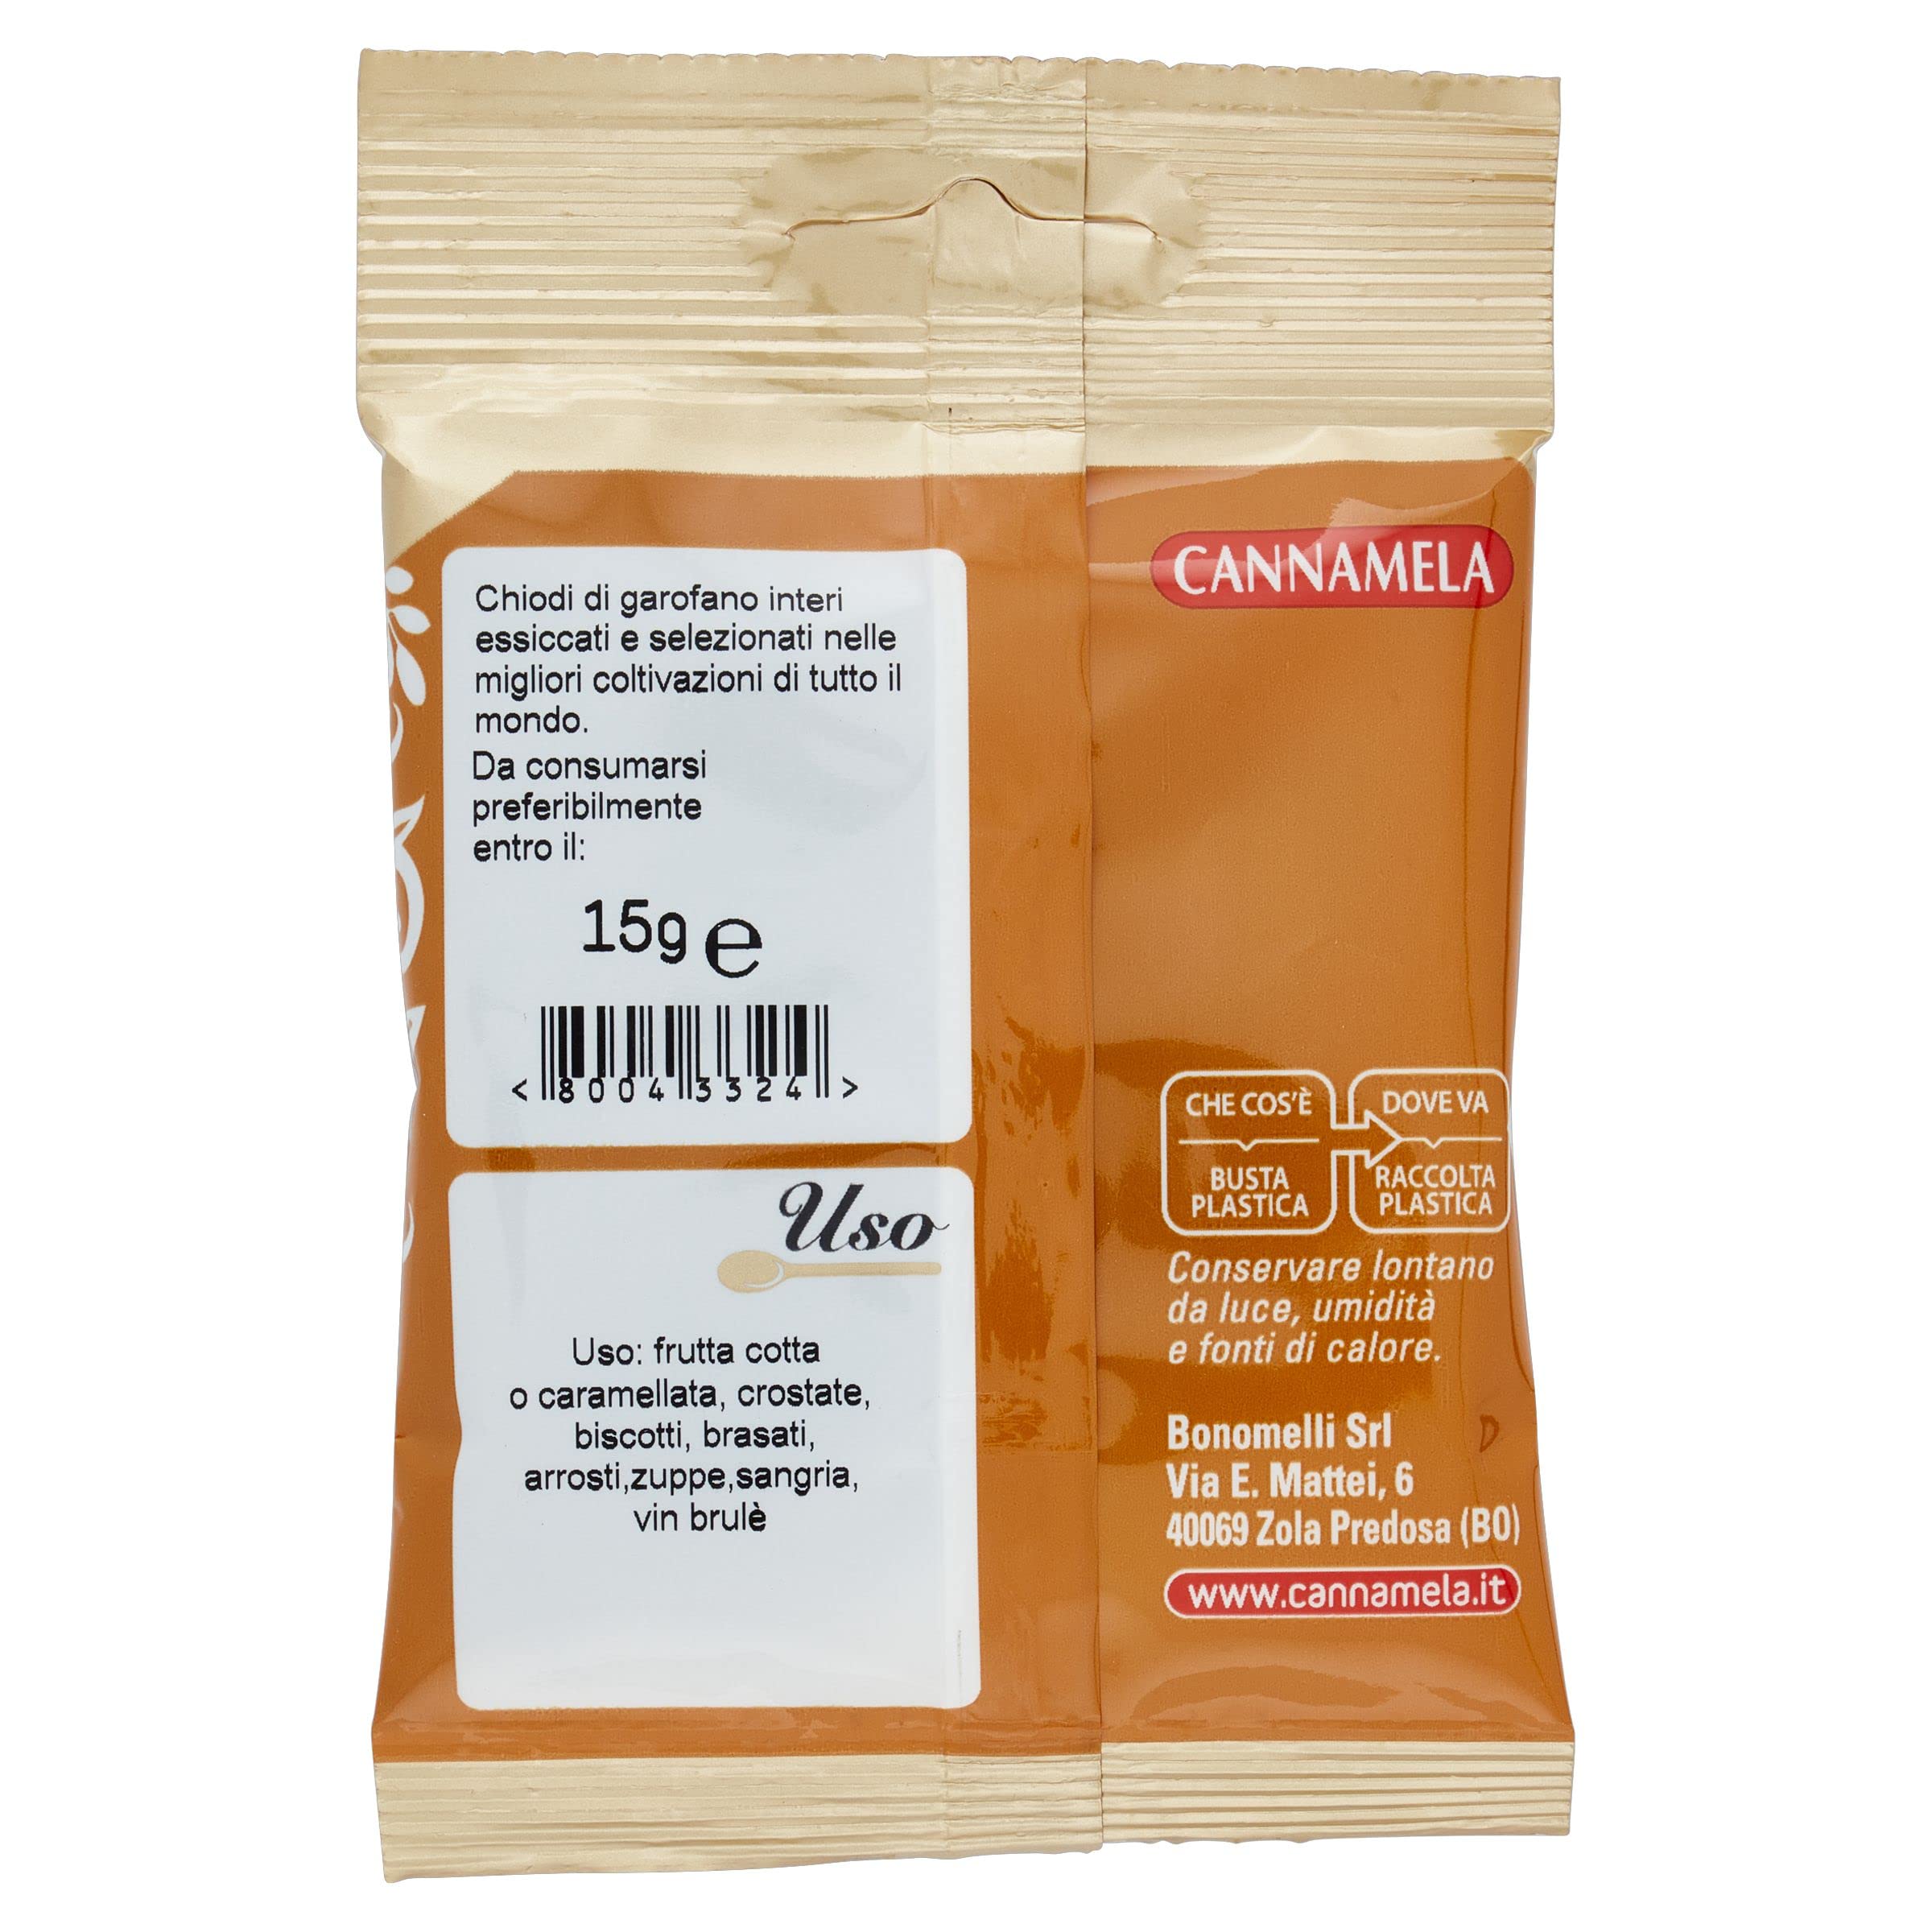 Chiodi di garofano interi
essiccati e selezionati nelle
migliori coltivazioni di tutto il
mondo.
Da consumarsi
preferibilmente
entro il:
15g e
<80043324>
Uso
Uso: frutta cotta
o caramellata, crostate,
biscotti, brasati,
arrosti,zuppe,sangria,
vin brulè
CANNAMELA
CHE COS'È
BUSTA
PLASTICA
DOVE VA
RACCOLTA
PLASTICA
Conservare lontano
da luce, umidità
e fonti di calore.
Bonomelli Srl
Via E. Mattei, 6
40069 Zola Predosa (BO)
www.cannamela.it
D